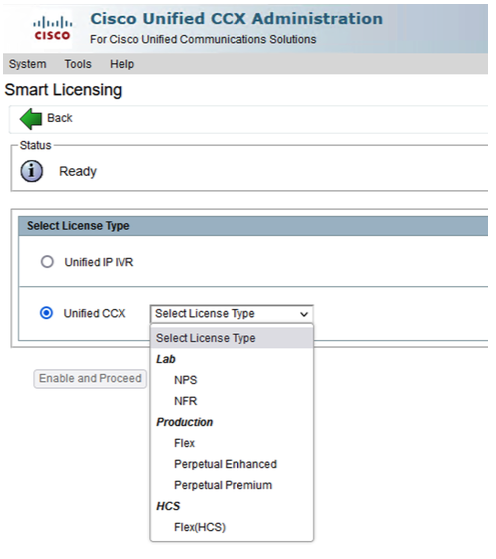 CISCO
Cisco Unified CCX Administration
For Cisco Unified Communications Solutions
System Tools Help
Smart Licensing
Back
Status
Ready
Select License Type
Unified IP IVR
Unified CCX Select License Type
Select License Type
Lab
NPS
NFR
Production
Flex
Perpetual Enhanced
Perpetual Premium
HCS
Flex(HCS)
Enable and Proceed